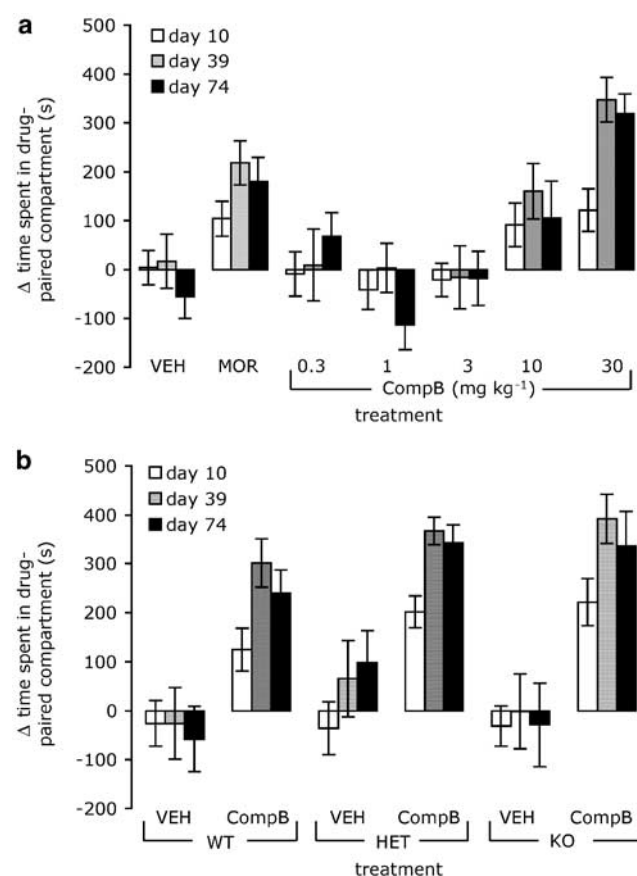 a
500
400
300
200
100
0
-100
-200
Δ time spent in drug-
paired compartment (s)
day 10
day 39
day 74
VEH MOR 0.3 1 3 10 30
CompB (mg kg⁻¹)
treatment
b
500
400
300
200
100
0
-100
-200
Δ time spent in drug-
paired compartment (s)
day 10
day 39
day 74
VEH CompB VEH CompB VEH CompB
WT HET KO
treatment